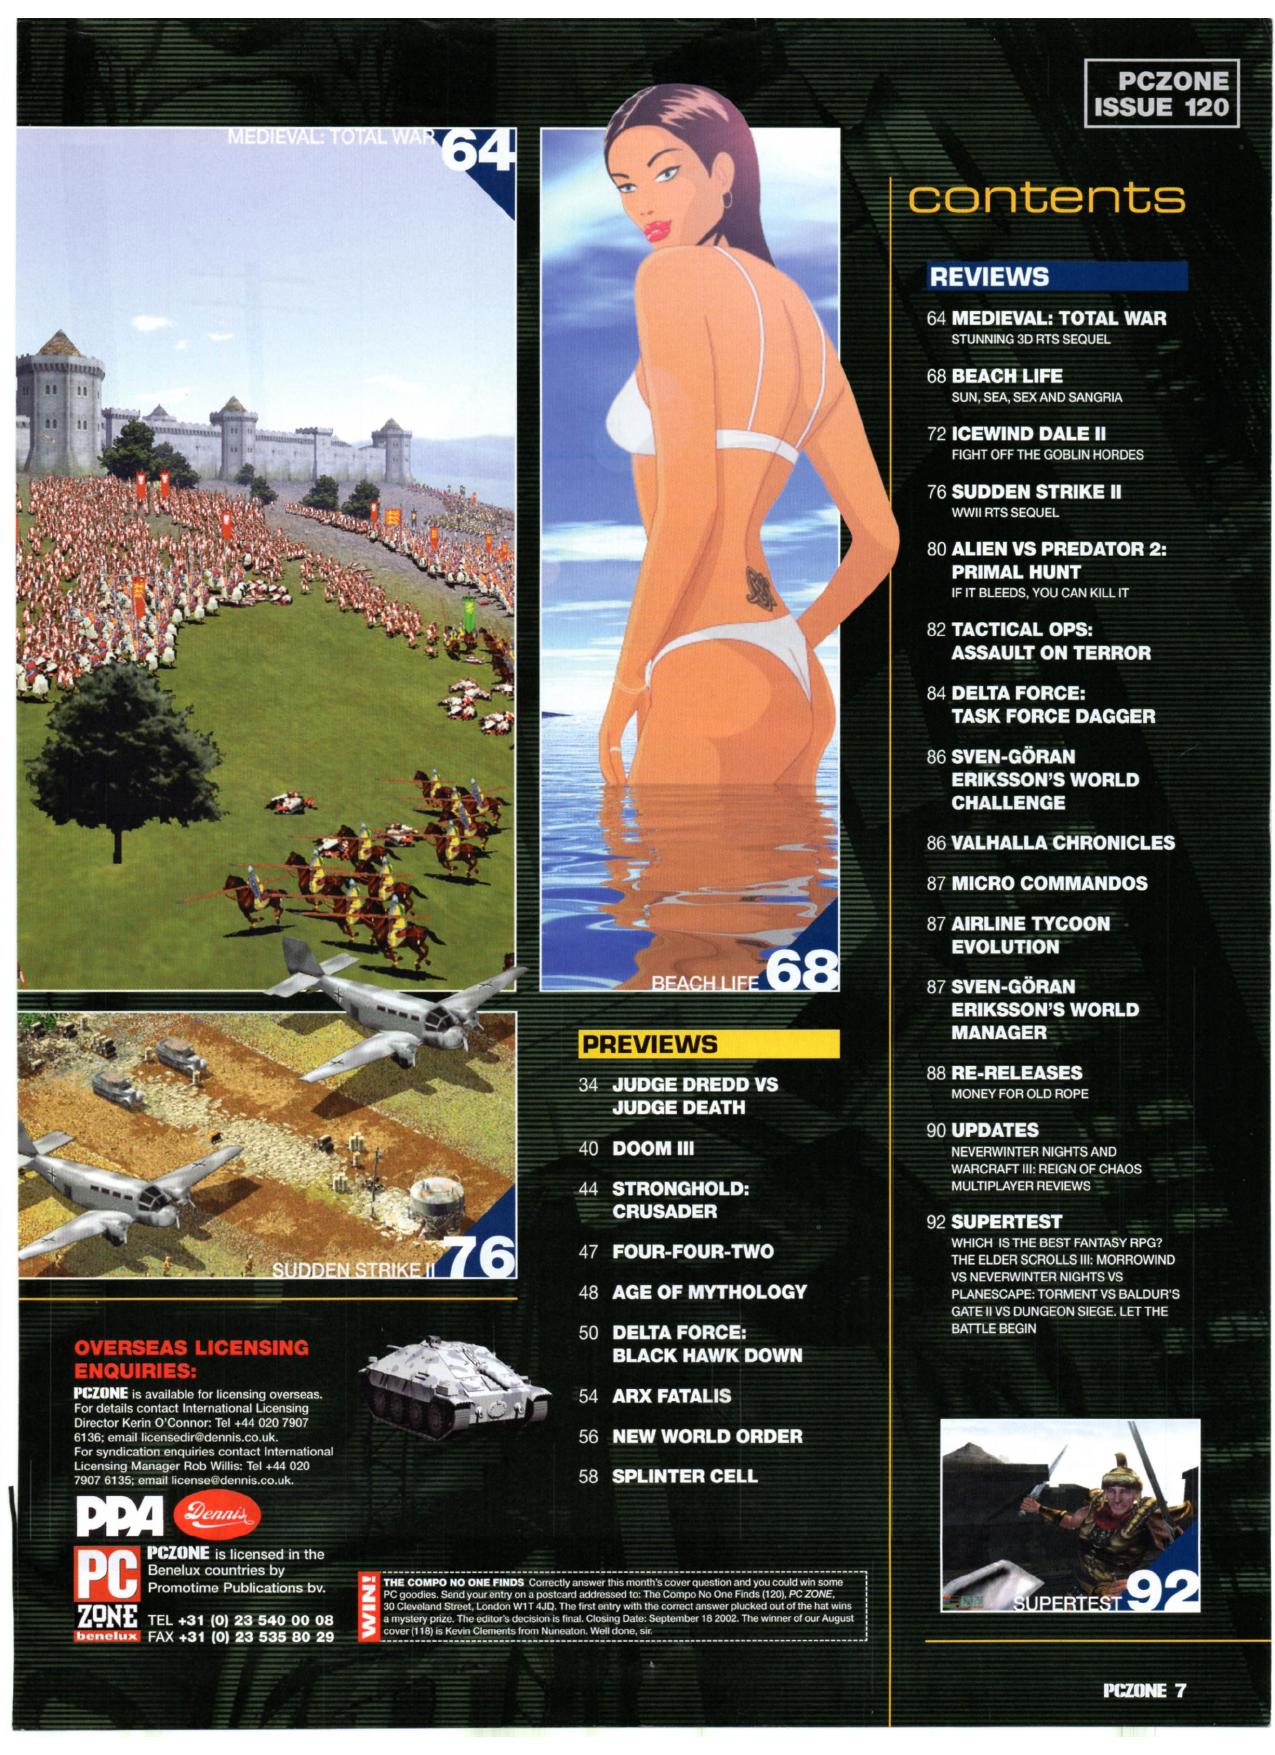 PCZONE
ISSUE 120
contents
MEDIEVAL: TOTAL WAR 64
BEACH LIFE 68
SUDDEN STRIKE II 76
REVIEWS
64 MEDIEVAL: TOTAL WAR
STUNNING 3D RTS SEQUEL
68 BEACH LIFE
SUN, SEA, SEX AND SANGRIA
72 ICEWIND DALE II
FIGHT OFF THE GOBLIN HORDES
76 SUDDEN STRIKE II
WWII RTS SEQUEL
80 ALIEN VS PREDATOR 2:
PRIMAL HUNT
IF IT BLEEDS, YOU CAN KILL IT
82 TACTICAL OPS:
ASSAULT ON TERROR
84 DELTA FORCE:
TASK FORCE DAGGER
86 SVEN-GÖRAN
ERIKSSON'S WORLD
CHALLENGE
86 VALHALLA CHRONICLES
87 MICRO COMMANDOS
87 AIRLINE TYCOON
EVOLUTION
87 SVEN-GÖRAN
ERIKSSON'S WORLD
MANAGER
88 RE-RELEASES
MONEY FOR OLD ROPE
90 UPDATES
NEVERWINTER NIGHTS AND
WARCRAFT III: REIGN OF CHAOS
MULTIPLAYER REVIEWS
92 SUPERTEST
WHICH IS THE BEST FANTASY RPG?
THE ELDER SCROLLS III: MORROWIND
VS NEVERWINTER NIGHTS VS
PLANESCAPE: TORMENT VS BALDUR'S
GATE II VS DUNGEON SIEGE. LET THE
BATTLE BEGIN
SUPERTEST 92
PREVIEWS
34 JUDGE DREDD VS
JUDGE DEATH
40 DOOM III
44 STRONGHOLD:
CRUSADER
47 FOUR-FOUR-TWO
48 AGE OF MYTHOLOGY
50 DELTA FORCE:
BLACK HAWK DOWN
54 ARX FATALIS
56 NEW WORLD ORDER
58 SPLINTER CELL
OVERSEAS LICENSING
ENQUIRIES:
PCZONE is available for licensing overseas.
For details contact International Licensing
Director Kerin O'Connor: Tel +44 020 7907
6136; email licensedir@dennis.co.uk.
For syndication enquiries contact International
Licensing Manager Rob Willis: Tel +44 020
7907 6135; email license@dennis.co.uk.
PPA Dennis
PC
ZONE
benelux
PCZONE is licensed in the
Benelux countries by
Promotime Publications bv.
TEL +31 (0) 23 540 00 08
FAX +31 (0) 23 535 80 29
WIN!
THE COMPO NO ONE FINDS Correctly answer this month's cover question and you could win some
PC goodies. Send your entry on a postcard addressed to: The Compo No One Finds (120), PC ZONE,
30 Cleveland Street, London W1T 4JD. The first entry with the correct answer plucked out of the hat wins
a mystery prize. The editor's decision is final. Closing Date: September 18 2002. The winner of our August
cover (118) is Kevin Clements from Nuneaton. Well done, sir.
PCZONE 7